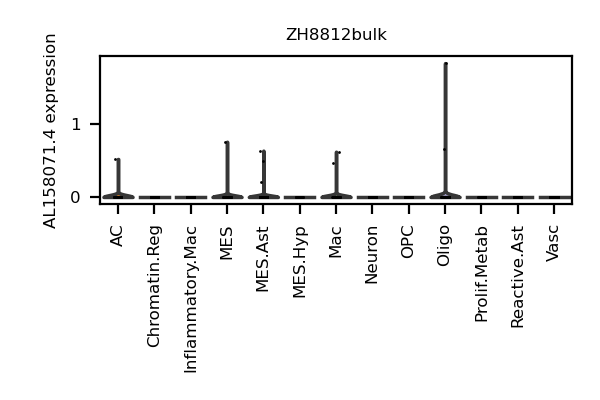 ZH8812bulk
AL158071.4 expression
1
0
AC
Chromatin.Reg
Inflammatory.Mac
MES
MES.Ast
MES.Hyp
Mac
Neuron
OPC
Oligo
Prolif.Metab
Reactive.Ast
Vasc